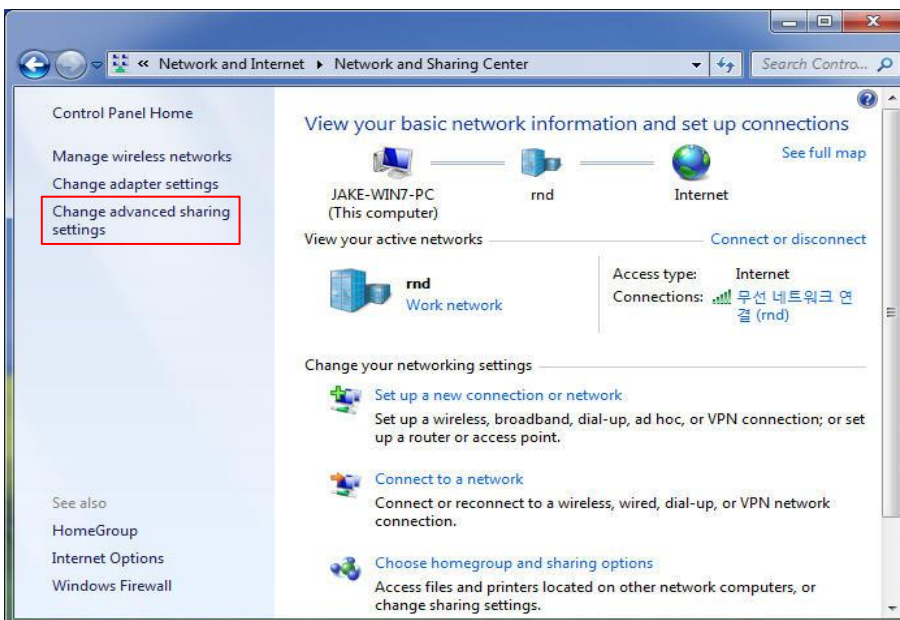 « Network and Internet ▸ Network and Sharing Center
Search Contro...
Control Panel Home
Manage wireless networks
Change adapter settings
Change advanced sharing
settings
See also
HomeGroup
Internet Options
Windows Firewall
View your basic network information and set up connections
See full map
JAKE-WIN7-PC
(This computer)
rnd
Internet
View your active networks
Connect or disconnect
rnd
Work network
Access type: Internet
Connections: 무선 네트워크 연
결 (rnd)
Change your networking settings
Set up a new connection or network
Set up a wireless, broadband, dial-up, ad hoc, or VPN connection; or set
up a router or access point.
Connect to a network
Connect or reconnect to a wireless, wired, dial-up, or VPN network
connection.
Choose homegroup and sharing options
Access files and printers located on other network computers, or
change sharing settings.